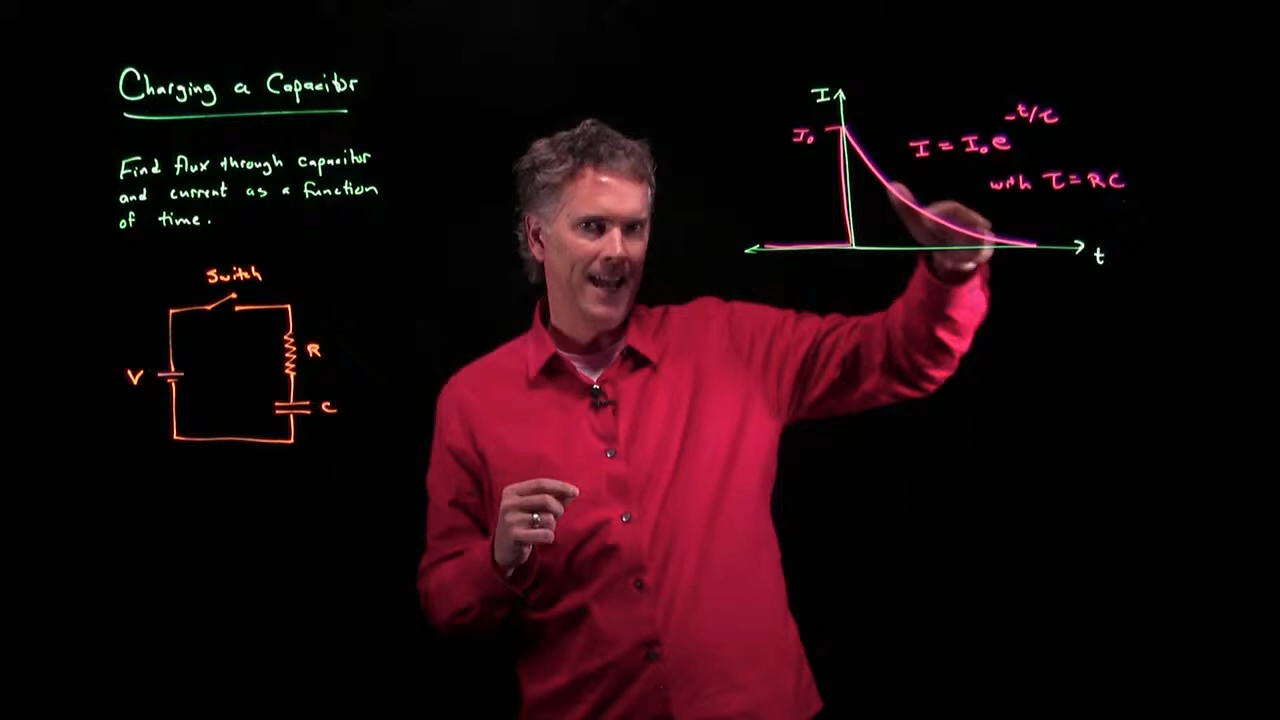 Charging a Capacitor
Find flux through capacitor
and current as a function
of time.
Switch
V
R
C
I
I₀
I = I₀e^(-t/τ)
with τ = RC
t